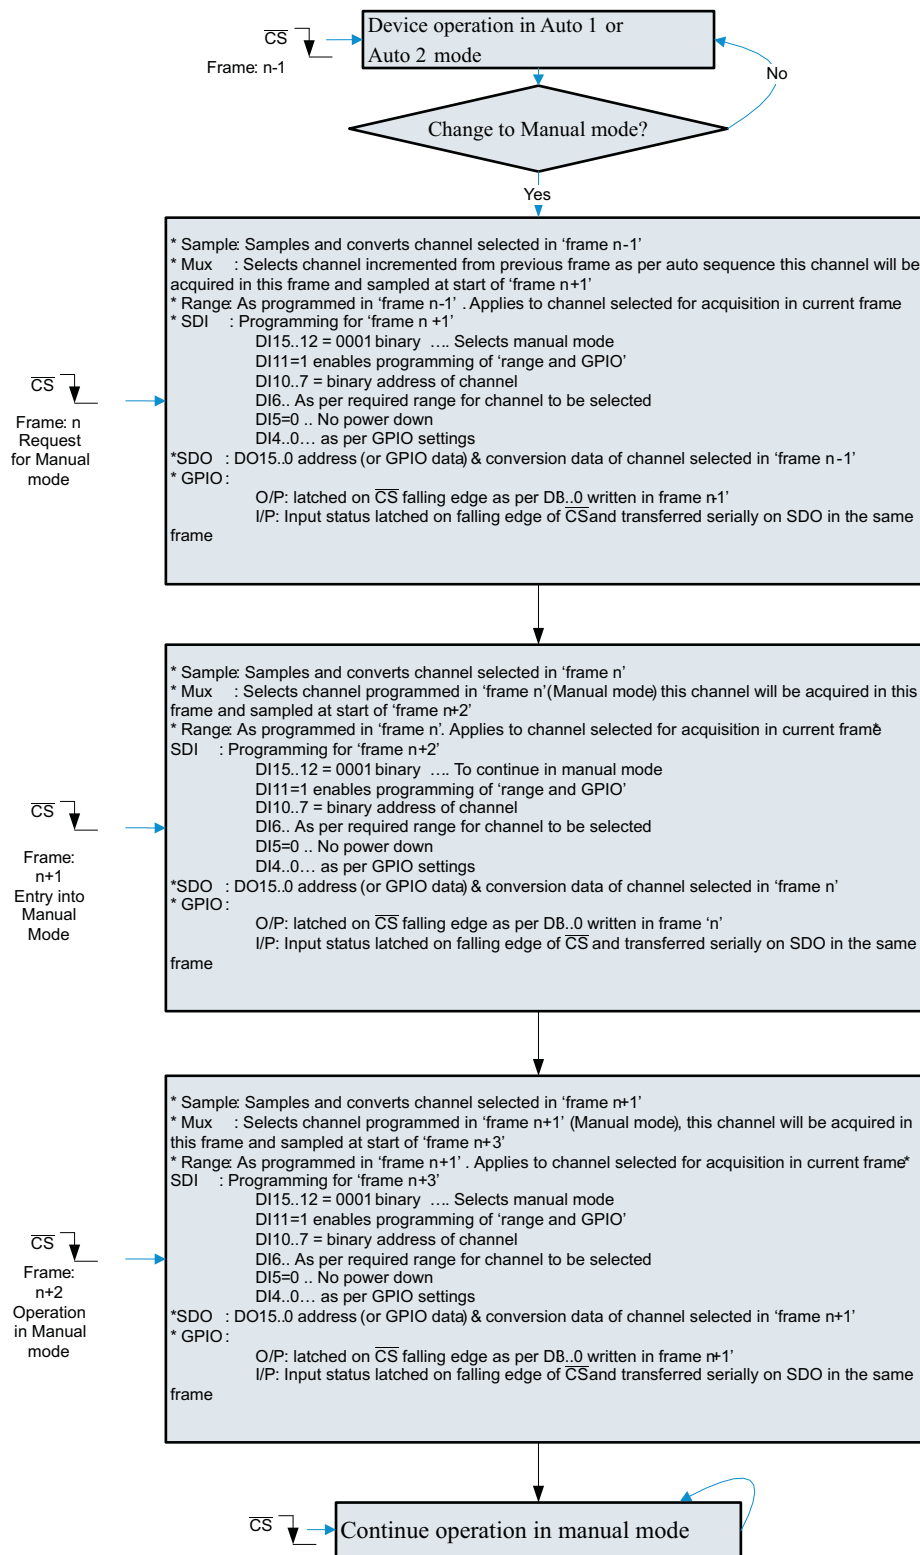 Device operation in Auto 1 or
Auto 2 mode
CS
Frame: n-1
No
Change to Manual mode?
Yes
* Sample: Samples and converts channel selected in ‘frame n-1’
* Mux : Selects channel incremented from previous frame as per auto sequence this channel will be
acquired in this frame and sampled at start of ‘frame n+1’
* Range: As programmed in ‘frame n-1’ . Applies to channel selected for acquisition in current frame
* SDI : Programming for ‘frame n +1’
DI15..12 = 0001 binary …. Selects manual mode
DI11=1 enables programming of ‘range and GPIO’
DI10..7 = binary address of channel
DI6.. As per required range for channel to be selected
DI5=0 .. No power down
DI4..0… as per GPIO settings
*SDO : DO15..0 address (or GPIO data) & conversion data of channel selected in ‘frame n-1’
* GPIO :
O/P: latched on CS falling edge as per DB..0 written in frame n-1’
I/P: Input status latched on falling edge of CS and transferred serially on SDO in the same
frame
CS
Frame: n
Request
for Manual
mode
* Sample: Samples and converts channel selected in ‘frame n’
* Mux : Selects channel programmed in ‘frame n’(Manual mode) this channel will be acquired in this
frame and sampled at start of ‘frame n+2’
* Range: As programmed in ‘frame n’. Applies to channel selected for acquisition in current frame*
SDI : Programming for ‘frame n+2’
DI15..12 = 0001 binary …. To continue in manual mode
DI11=1 enables programming of ‘range and GPIO’
DI10..7 = binary address of channel
DI6.. As per required range for channel to be selected
DI5=0 .. No power down
DI4..0… as per GPIO settings
*SDO : DO15..0 address (or GPIO data) & conversion data of channel selected in ‘frame n’
* GPIO :
O/P: latched on CS falling edge as per DB..0 written in frame ‘n’
I/P: Input status latched on falling edge of CS and transferred serially on SDO in the same
frame
CS
Frame:
n+1
Entry into
Manual
Mode
* Sample: Samples and converts channel selected in ‘frame n+1’
* Mux : Selects channel programmed in ‘frame n+1’ (Manual mode), this channel will be acquired in
this frame and sampled at start of ‘frame n+3’
* Range: As programmed in ‘frame n+1’ . Applies to channel selected for acquisition in current frame*
SDI : Programming for ‘frame n+3’
DI15..12 = 0001 binary …. Selects manual mode
DI11=1 enables programming of ‘range and GPIO’
DI10..7 = binary address of channel
DI6.. As per required range for channel to be selected
DI5=0 .. No power down
DI4..0… as per GPIO settings
*SDO : DO15..0 address (or GPIO data) & conversion data of channel selected in ‘frame n+1’
* GPIO :
O/P: latched on CS falling edge as per DB..0 written in frame n+1’
I/P: Input status latched on falling edge of CS and transferred serially on SDO in the same
frame
CS
Frame:
n+2
Operation
in Manual
mode
CS
Continue operation in manual mode